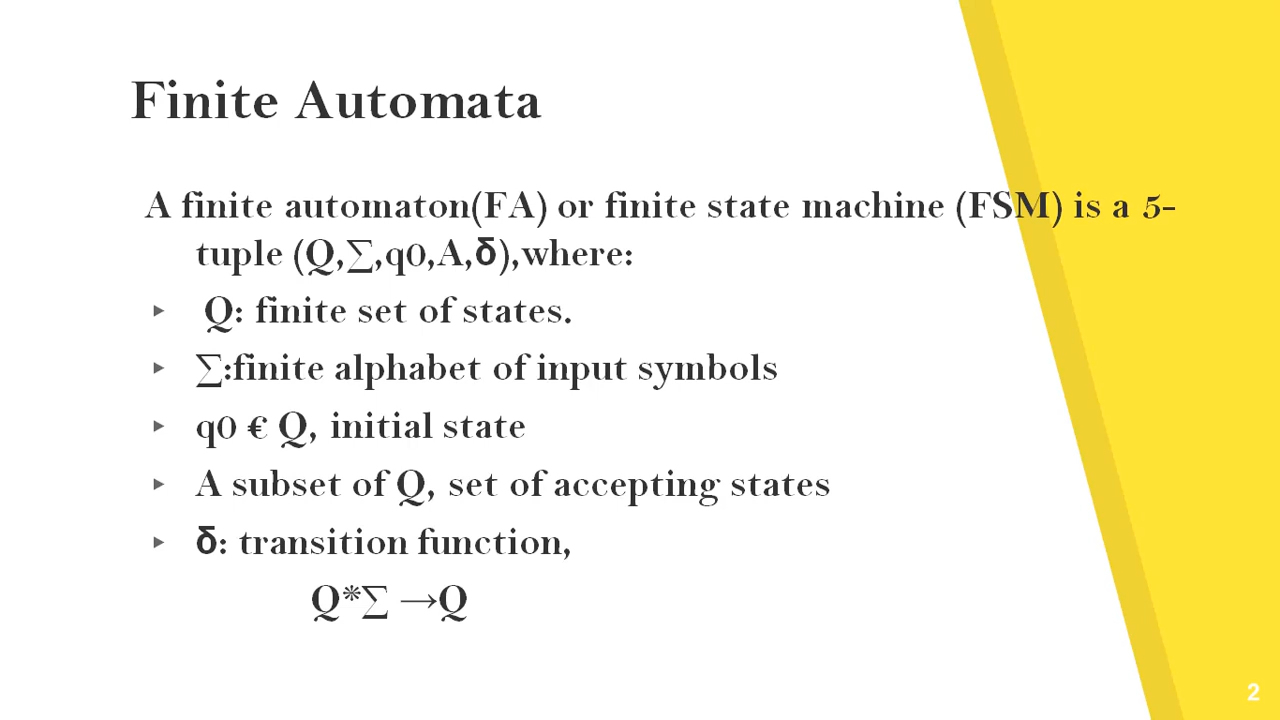 Finite Automata
A finite automaton(FA) or finite state machine (FSM) is a 5-
tuple (Q,∑,q0,A,δ),where:
▸ Q: finite set of states.
▸ ∑:finite alphabet of input symbols
▸ q0 € Q, initial state
▸ A subset of Q, set of accepting states
▸ δ: transition function,
Q*∑ →Q
2